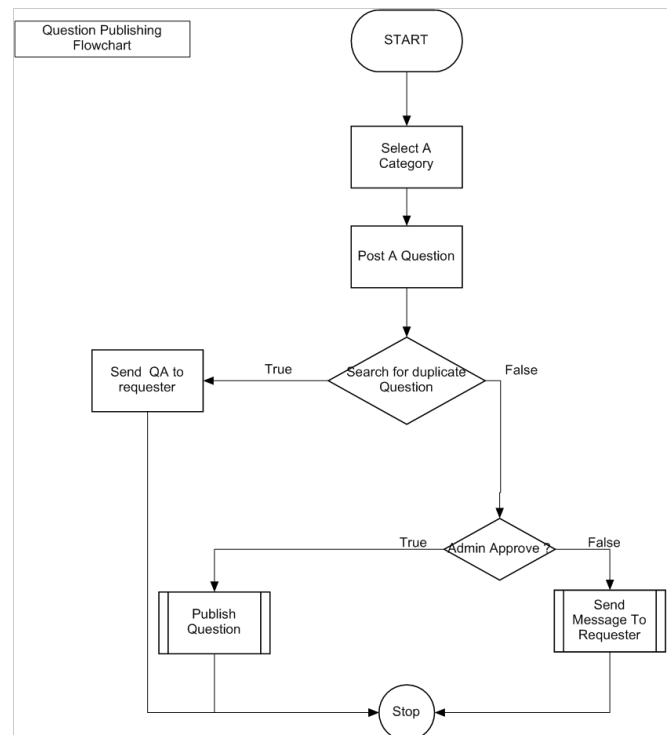 Question Publishing
Flowchart
START
Select A
Category
Post A Question
Search for duplicate
Question
True
False
Send QA to
requester
Admin Approve ?
True
False
Publish
Question
Send
Message To
Requester
Stop